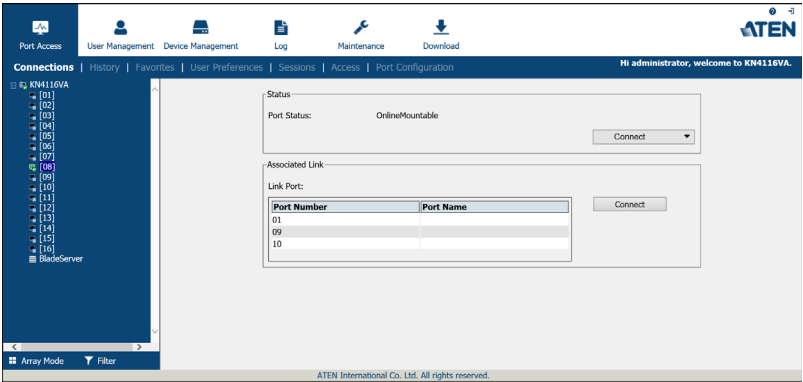 ATEN
Port Access User Management Device Management Log Maintenance Download
Connections | History | Favorites | User Preferences | Sessions | Access | Port Configuration
Hi administrator, welcome to KN4116VA.
KN4116VA
[01]
[02]
[03]
[04]
[05]
[06]
[07]
[08]
[09]
[10]
[11]
[12]
[13]
[14]
[15]
[16]
BladeServer
Array Mode Filter
Status
Port Status: OnlineMountable
Connect
Associated Link
Link Port:
Port Number Port Name
01
09
10
Connect
ATEN International Co. Ltd. All rights reserved.